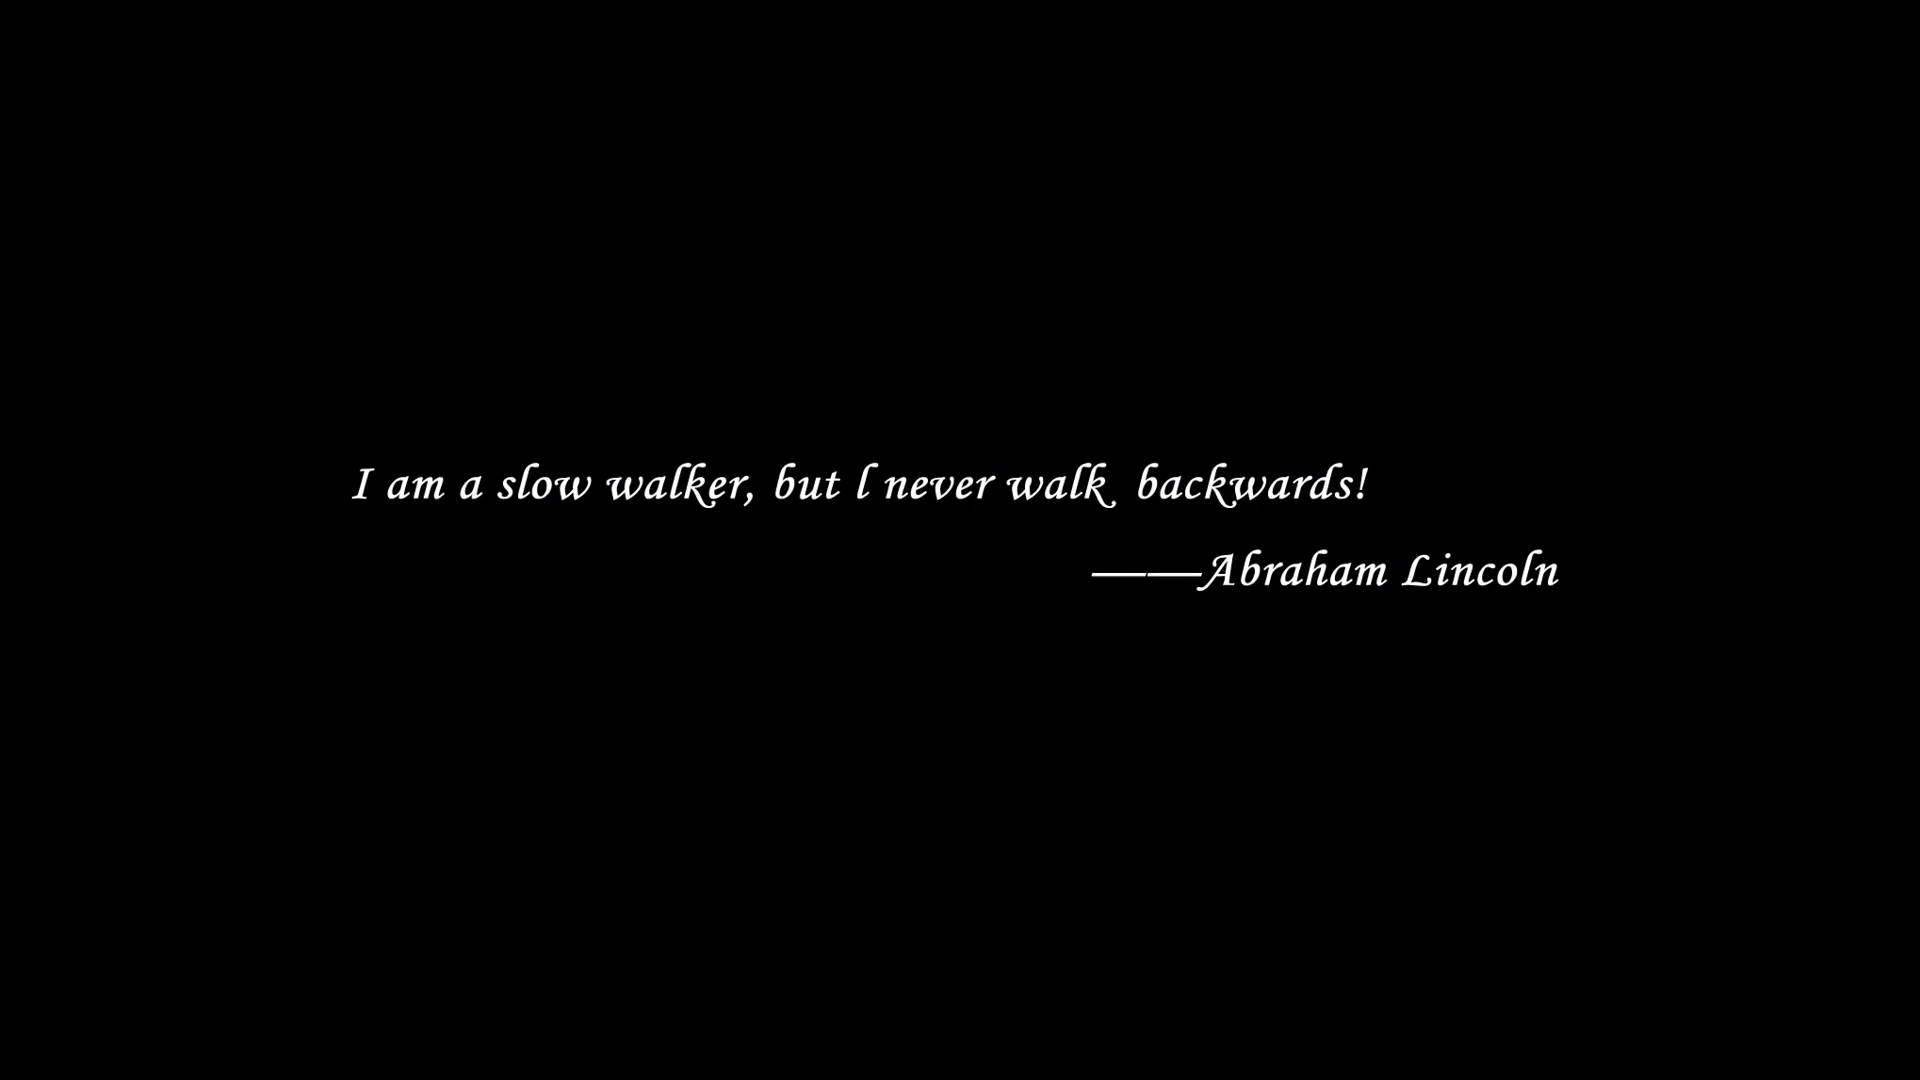 I am a slow walker, but l never walk  backwards!
——Abraham Lincoln